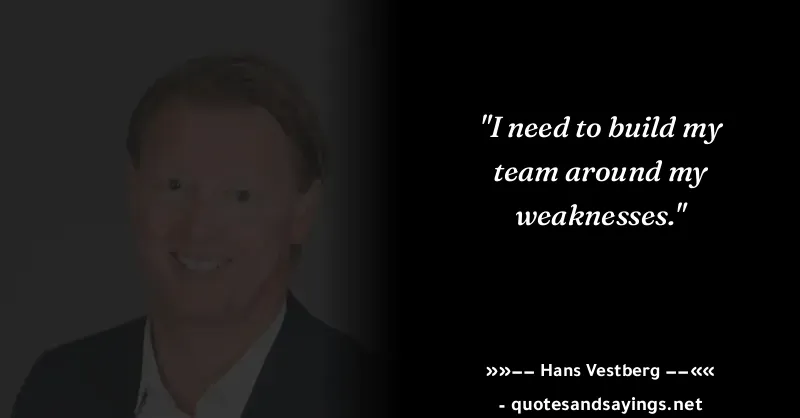 "I need to build my
team around my
weaknesses."
»»−− Hans Vestberg −−««
- quotesandsayings.net